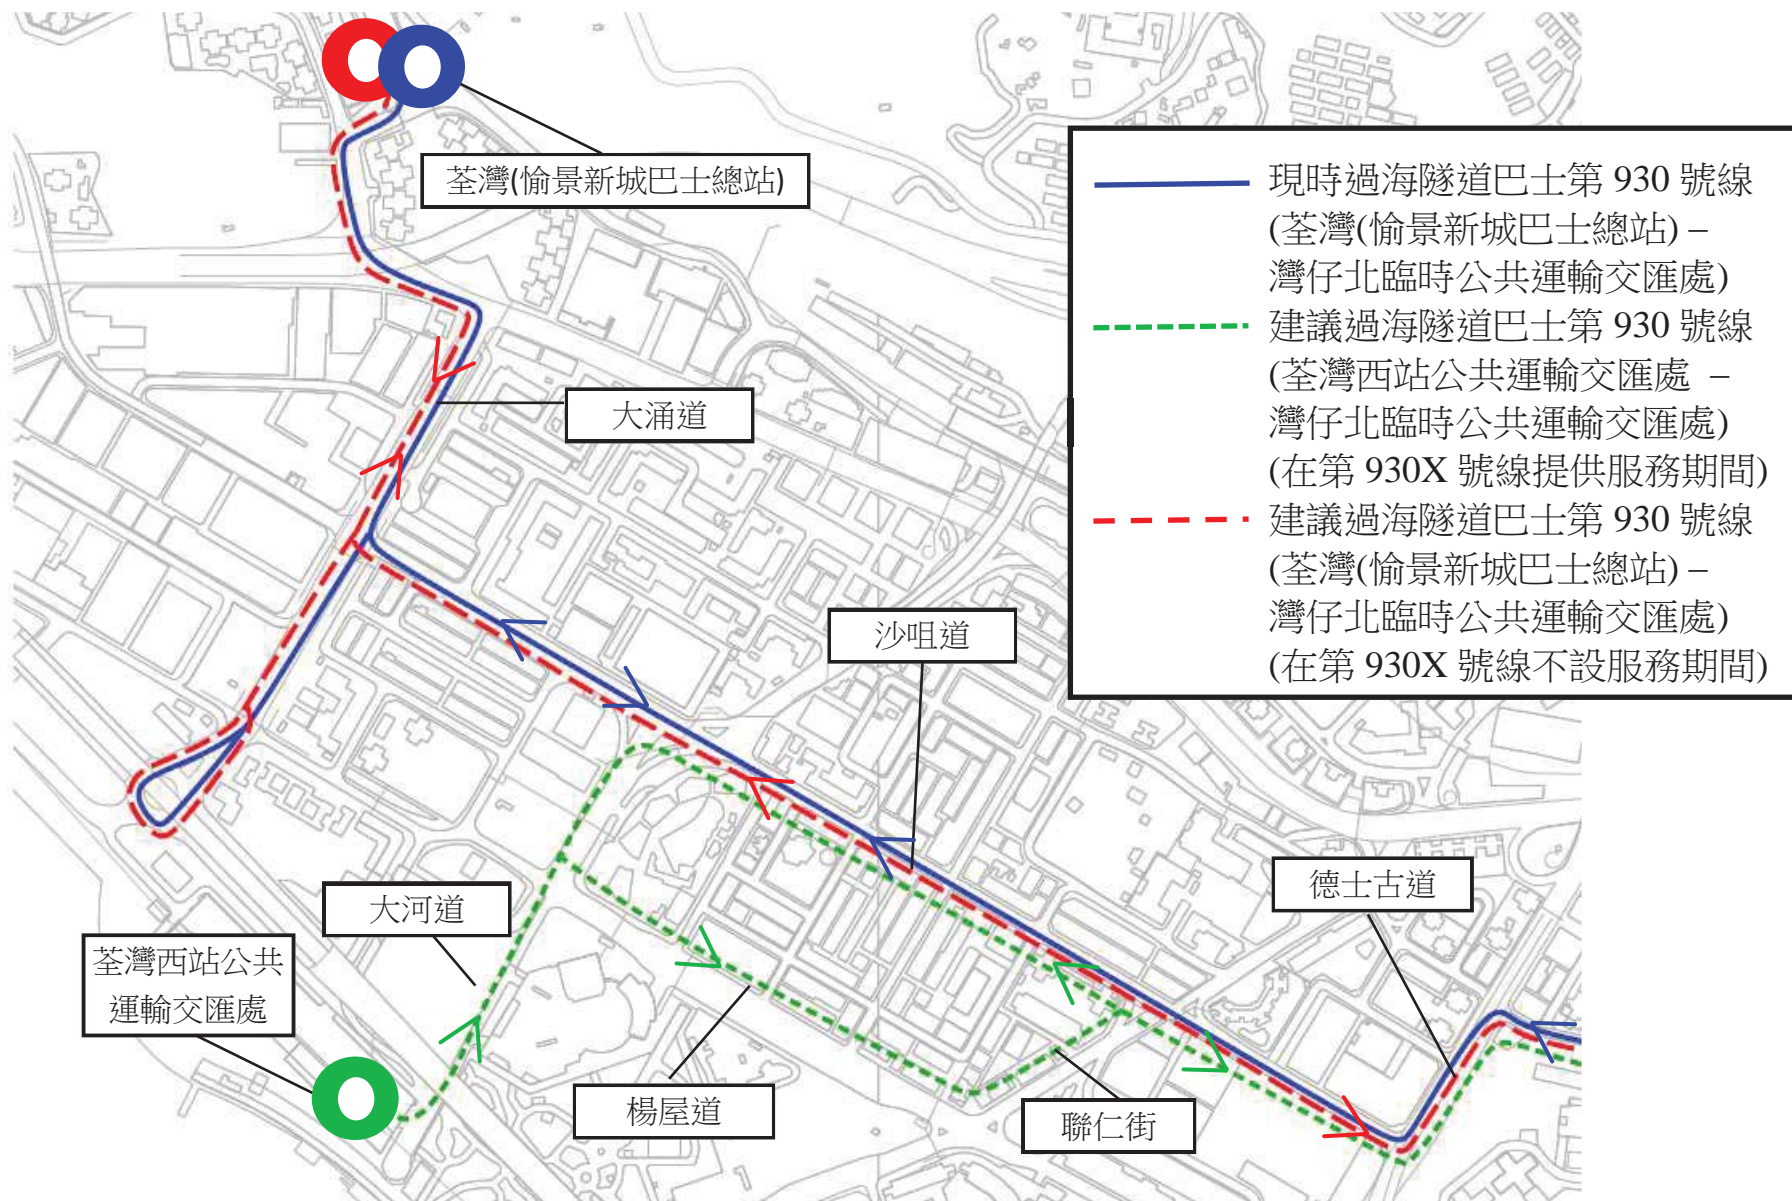 荃灣(愉景新城巴士總站)
現時過海隧道巴士第 930 號線
(荃灣(愉景新城巴士總站) –
灣仔北臨時公共運輸交匯處)
建議過海隧道巴士第 930 號線
(荃灣西站公共運輸交匯處 –
灣仔北臨時公共運輸交匯處)
(在第 930X 號線提供服務期間)
建議過海隧道巴士第 930 號線
(荃灣(愉景新城巴士總站) –
灣仔北臨時公共運輸交匯處)
(在第 930X 號線不設服務期間)
大涌道
沙咀道
德士古道
大河道
荃灣西站公共
運輸交匯處
楊屋道
聯仁街